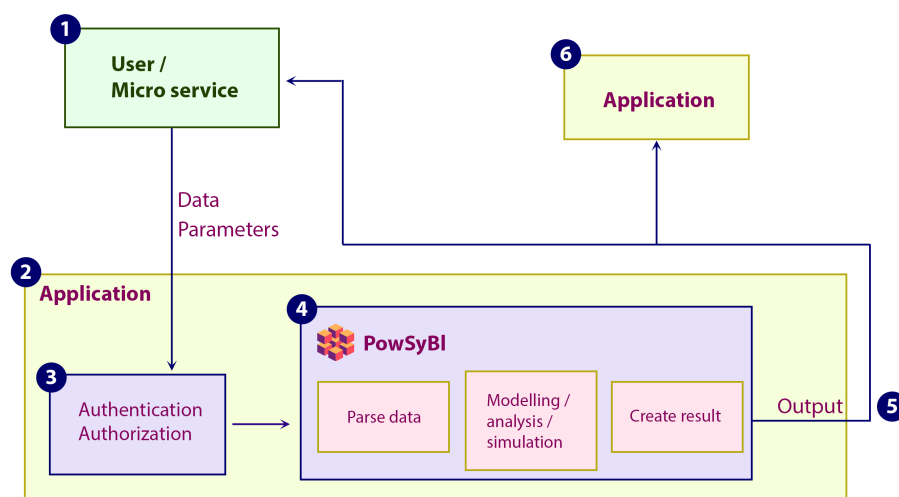 1
User /
Micro service
6
Application
Data
Parameters
2
Application
4
PowSyBl
3
Authentication
Authorization
Parse data
Modelling /
analysis /
simulation
Create result
Output
5